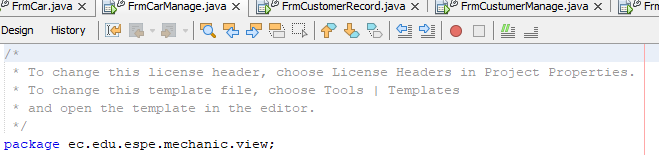 FrmCar.java FrmCarManage.java FrmCustomerRecord.java FrmCustumerManage.java Frm
Design History
/*
* To change this license header, choose License Headers in Project Properties.
* To change this template file, choose Tools | Templates
* and open the template in the editor.
*/
package ec.edu.espe.mechanic.view;